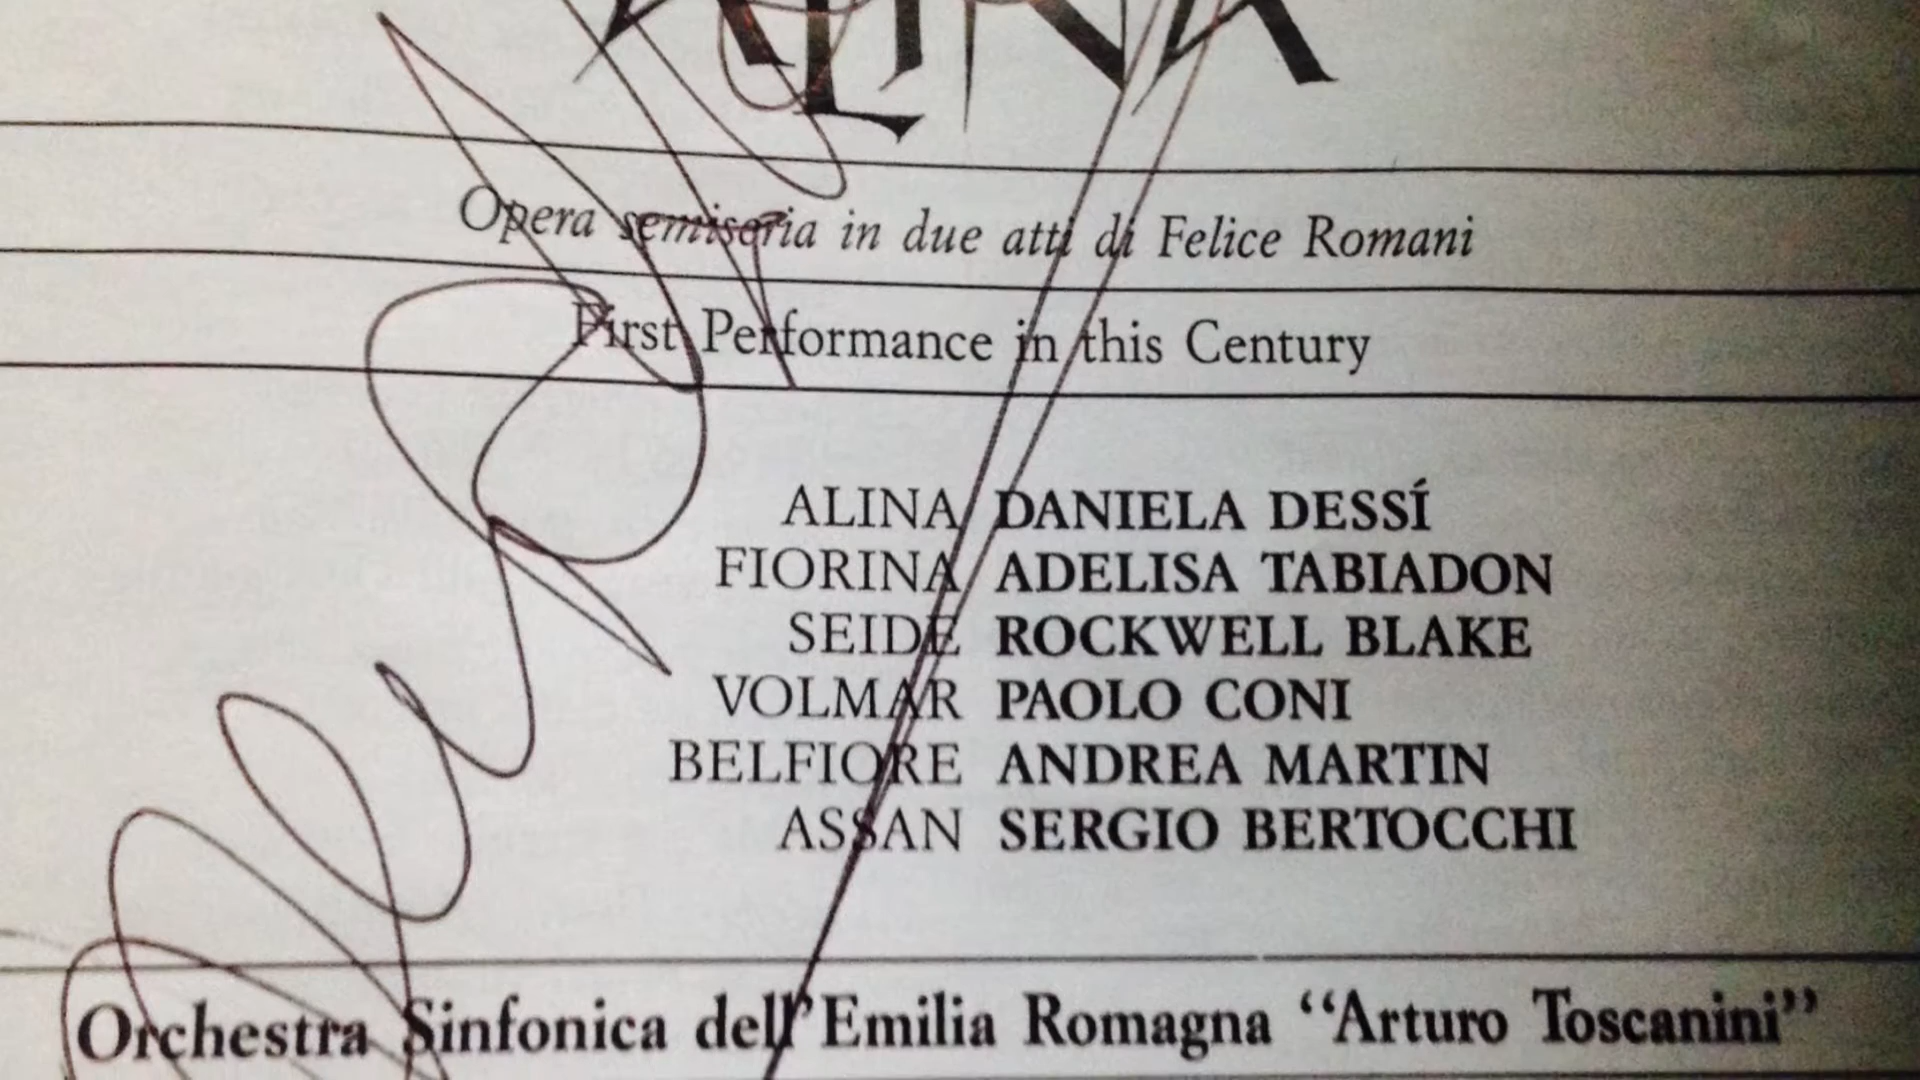 ALINA
Opera semiseria in due atti di Felice Romani
First Performance in this Century
ALINA DANIELA DESSÍ
FIORINA ADELISA TABIADON
SEIDE ROCKWELL BLAKE
VOLMAR PAOLO CONI
BELFIORE ANDREA MARTIN
ASSAN SERGIO BERTOCCHI
Orchestra Sinfonica dell'Emilia Romagna “Arturo Toscanini”